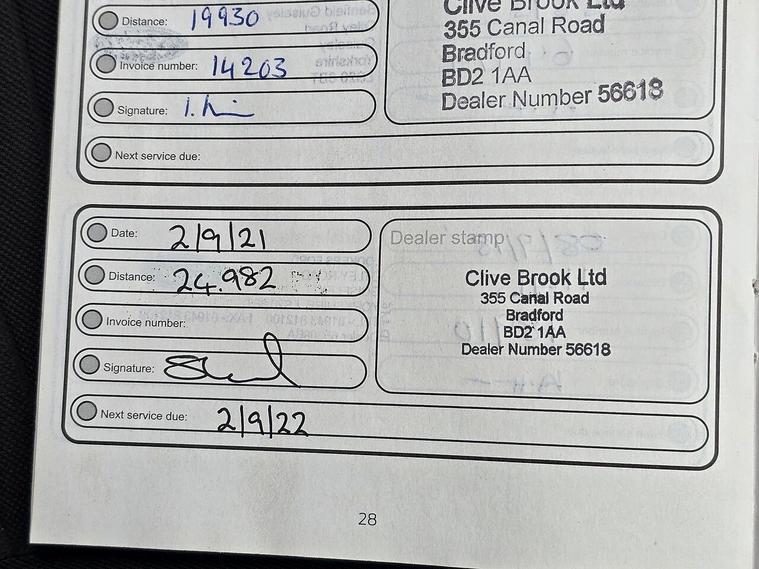 Distance: 19930
Clive Brook Ltd
355 Canal Road
Invoice number: 14203
Bradford
BD2 1AA
Signature:
Dealer Number 56618
Next service due:
Date: 2/9/21
Dealer stamp
Distance: 24.982
Clive Brook Ltd
355 Canal Road
Bradford
Invoice number:
BD2 1AA
Dealer Number 56618
Signature:
Next service due: 2/9/22
28